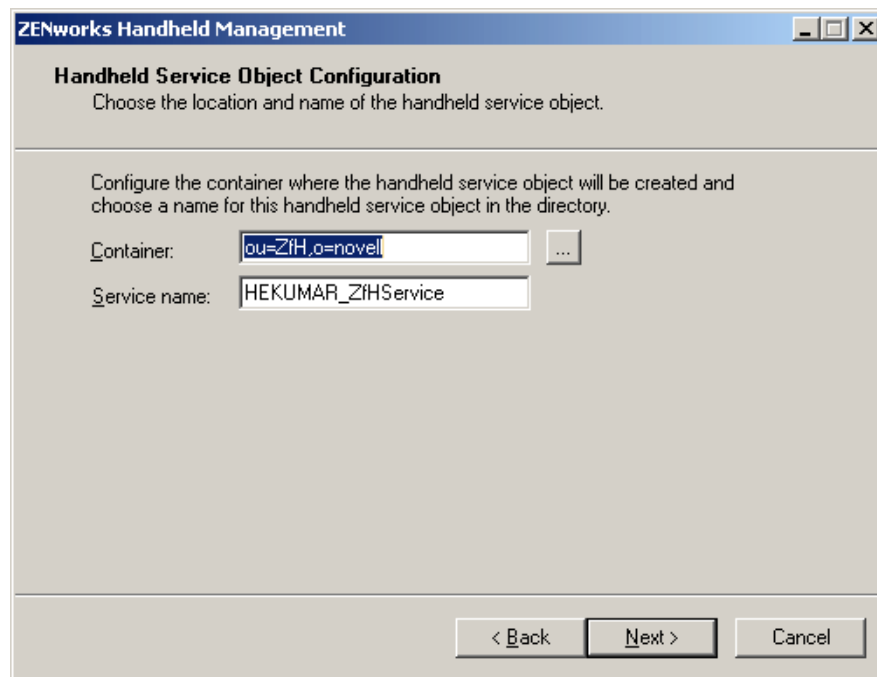 ZENworks Handheld Management
Handheld Service Object Configuration
Choose the location and name of the handheld service object.
Configure the container where the handheld service object will be created and
choose a name for this handheld service object in the directory.
Container: ou=ZfH,o=novell ...
Service name: HEKUMAR_ZfHService
< Back Next > Cancel